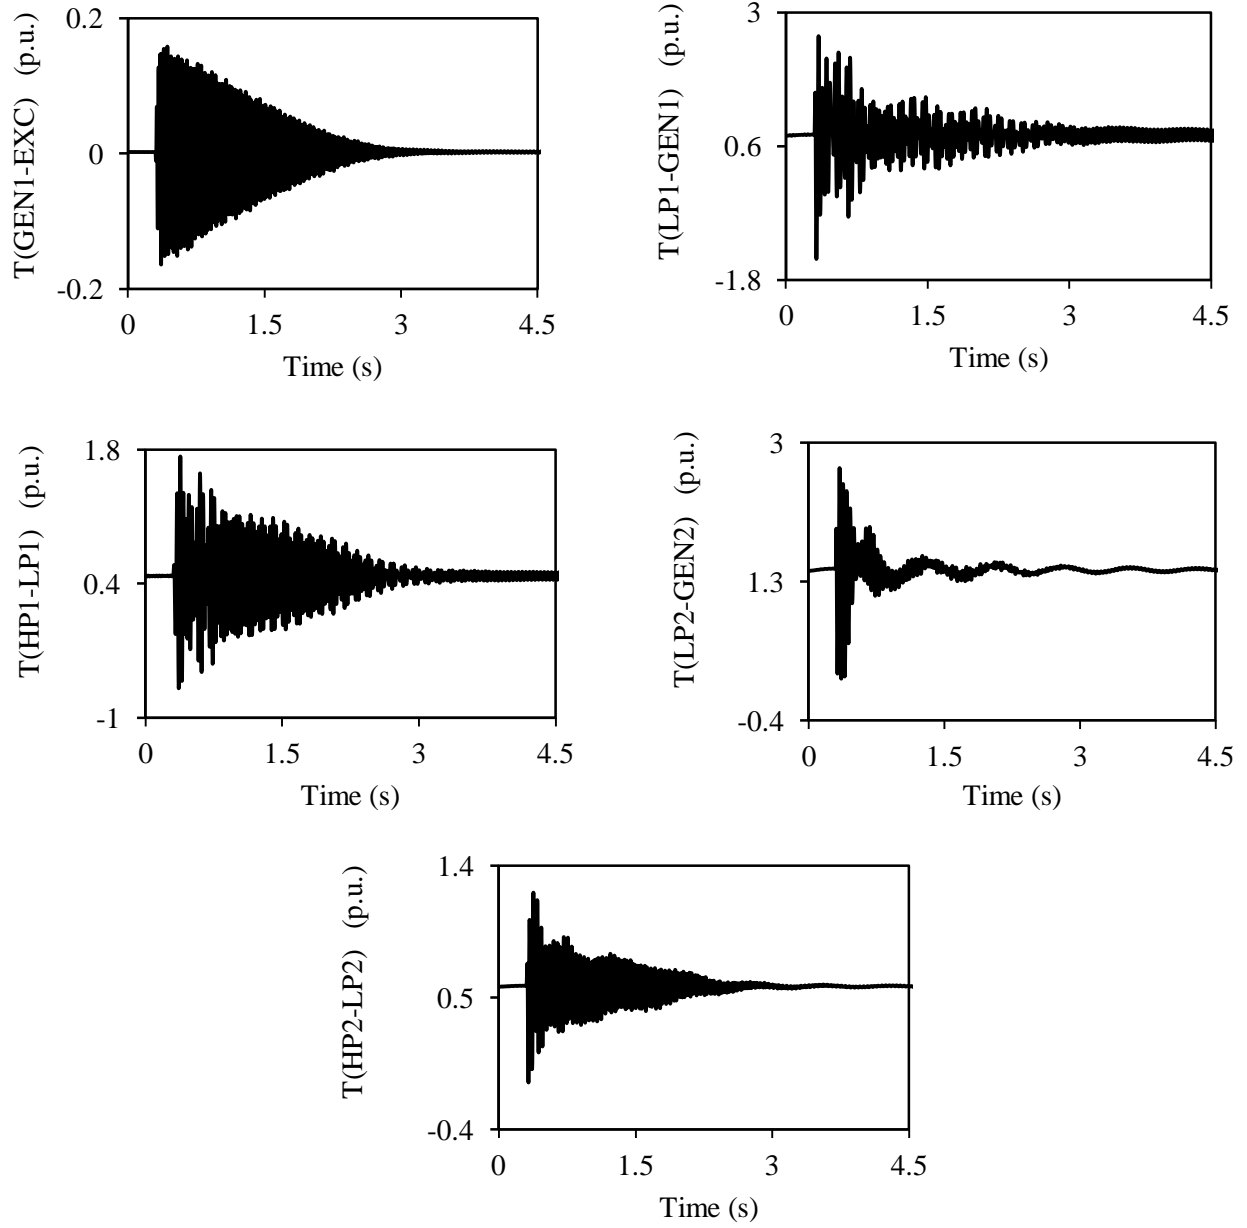 T(GEN1-EXC) (p.u.)
0.2
0
-0.2
0 1.5 3 4.5
Time (s)
T(LP1-GEN1) (p.u.)
3
0.6
-1.8
0 1.5 3 4.5
Time (s)
T(HP1-LP1) (p.u.)
1.8
0.4
-1
0 1.5 3 4.5
Time (s)
T(LP2-GEN2) (p.u.)
3
1.3
-0.4
0 1.5 3 4.5
Time (s)
T(HP2-LP2) (p.u.)
1.4
0.5
-0.4
0 1.5 3 4.5
Time (s)